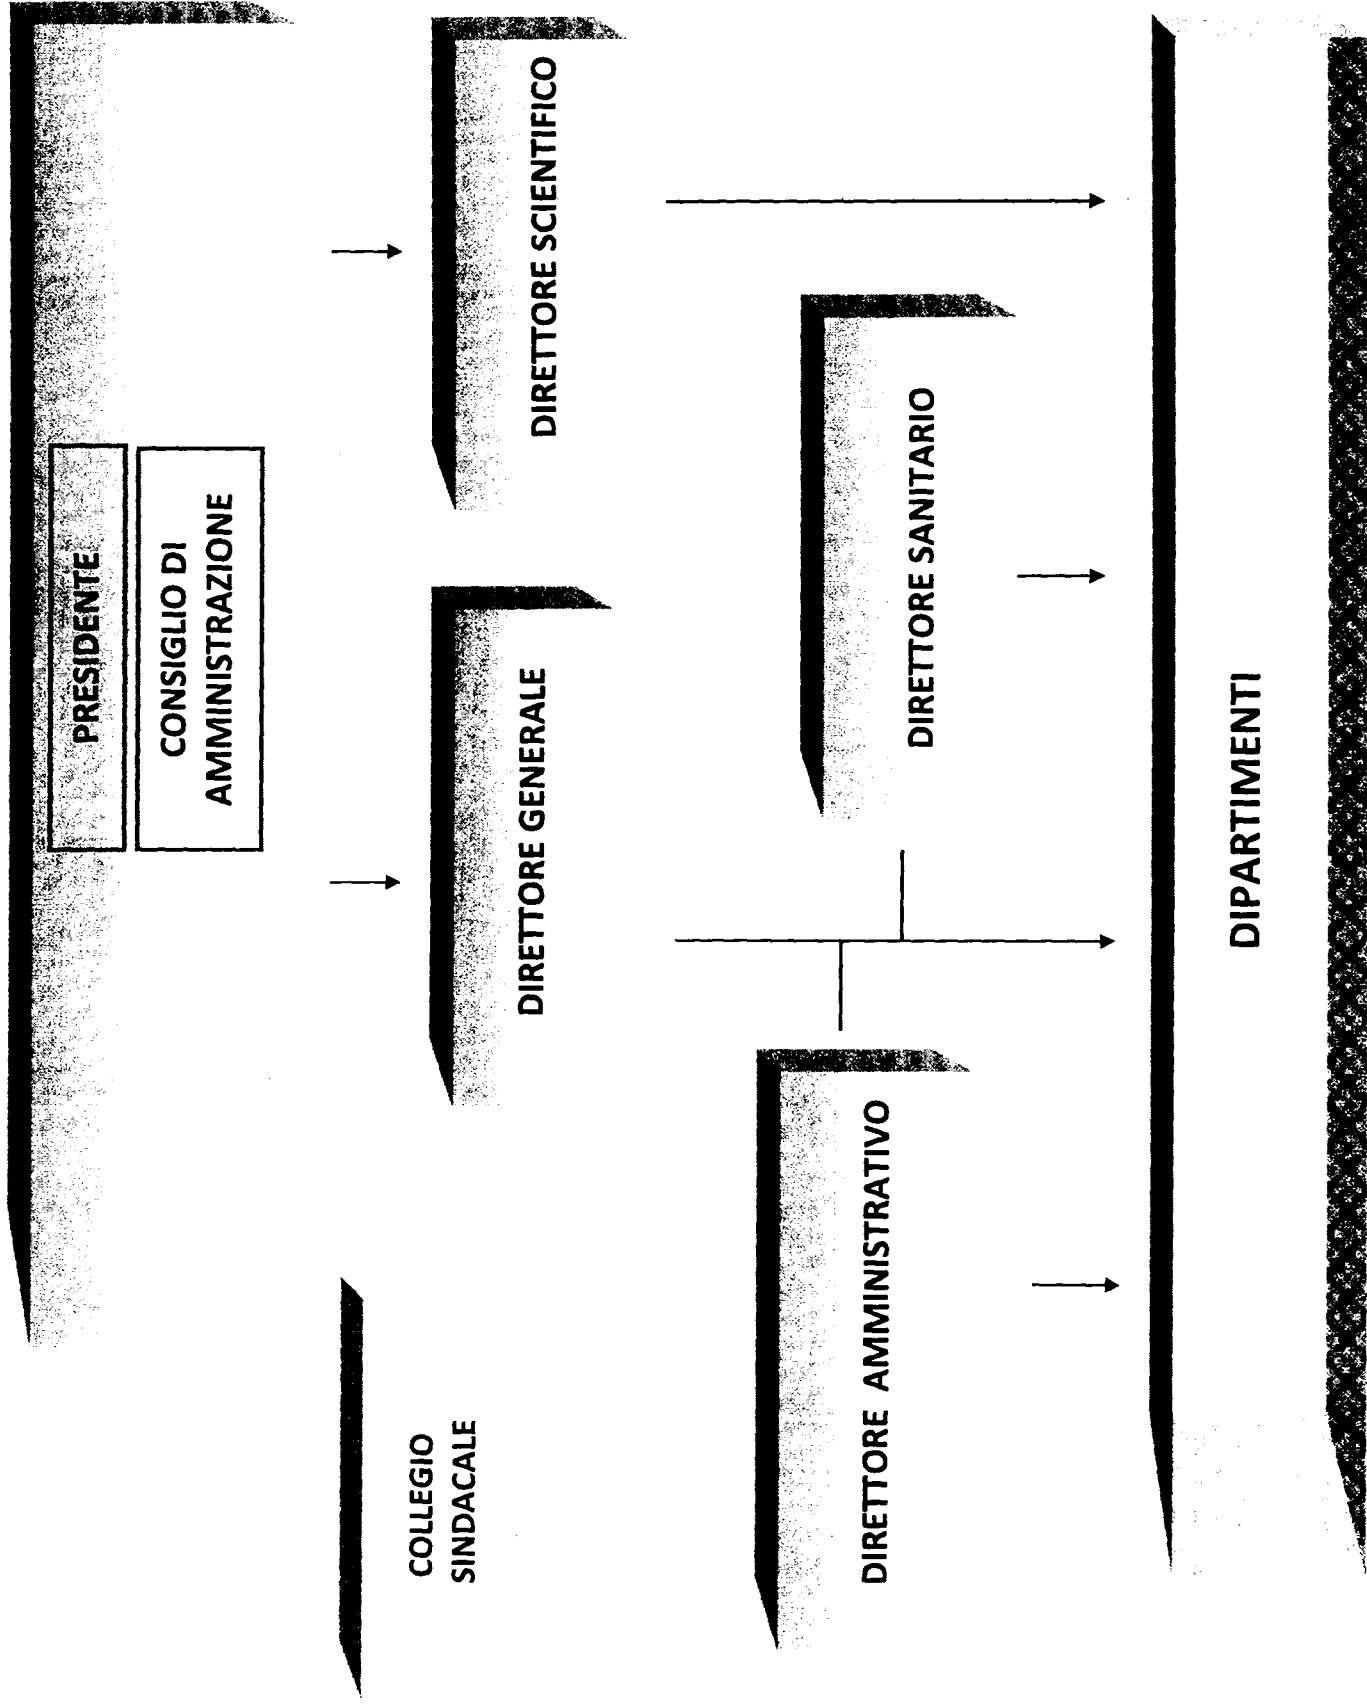 PRESIDENTE
CONSIGLIO DI
AMMINISTRAZIONE
COLLEGIO
SINDACALE
DIRETTORE GENERALE
DIRETTORE SCIENTIFICO
DIRETTORE AMMINISTRATIVO
DIRETTORE SANITARIO
DIPARTIMENTI